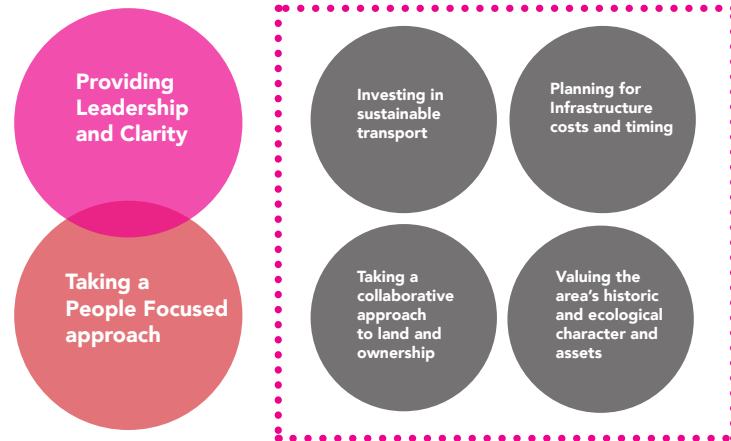 Providing
Leadership
and Clarity
Taking a
People Focused
approach
Investing in
sustainable
transport
Planning for
Infrastructure
costs and timing
Taking a
collaborative
approach
to land and
ownership
Valuing the
area’s historic
and ecological
character and
assets